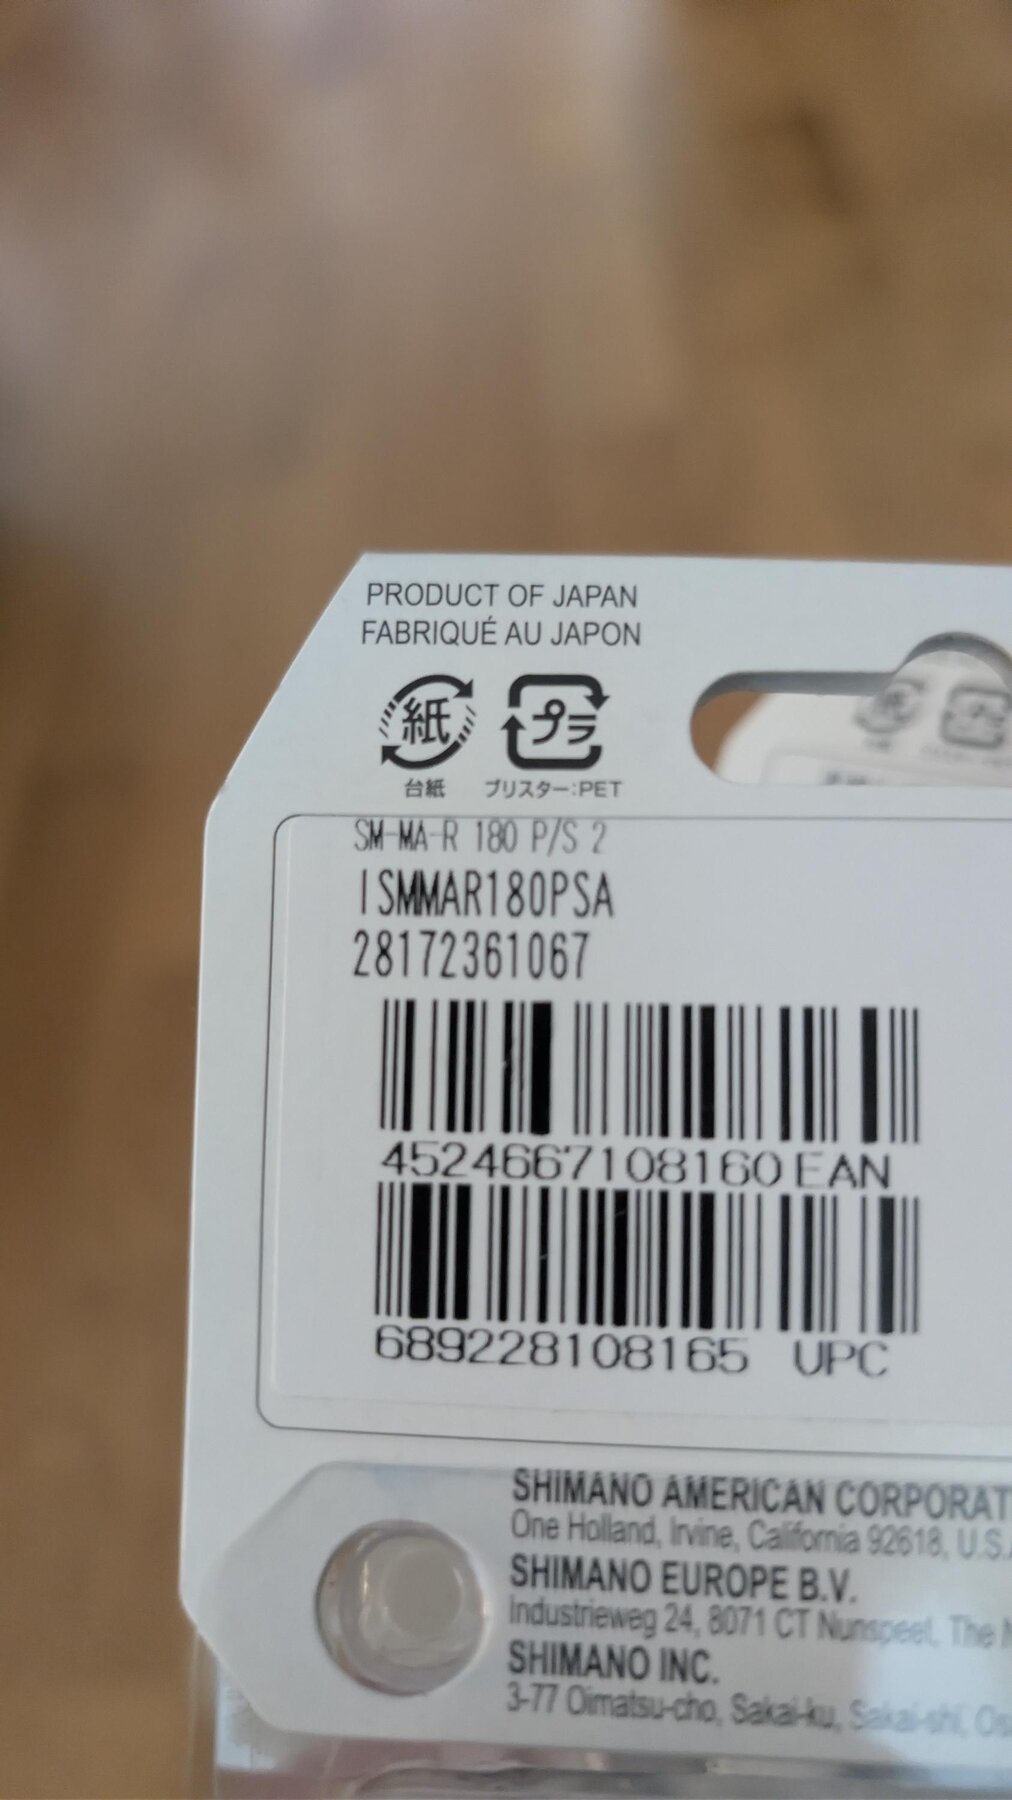 PRODUCT OF JAPAN
FABRIQUÉ AU JAPON
紙 プラ
台紙 ブリスター:PET
SM-MA-R 180 P/S 2
ISMMAR180PSA
28172361067
4524667108160 EAN
689228108165 UPC
SHIMANO AMERICAN CORPORAT
One Holland, Irvine, California 92618, U.S.A
SHIMANO EUROPE B.V.
Industrieweg 24, 8071 CT Nunspeet, The N
SHIMANO INC.
3-77 Oimatsu-cho, Sakai-ku, Sakai-shi, Os